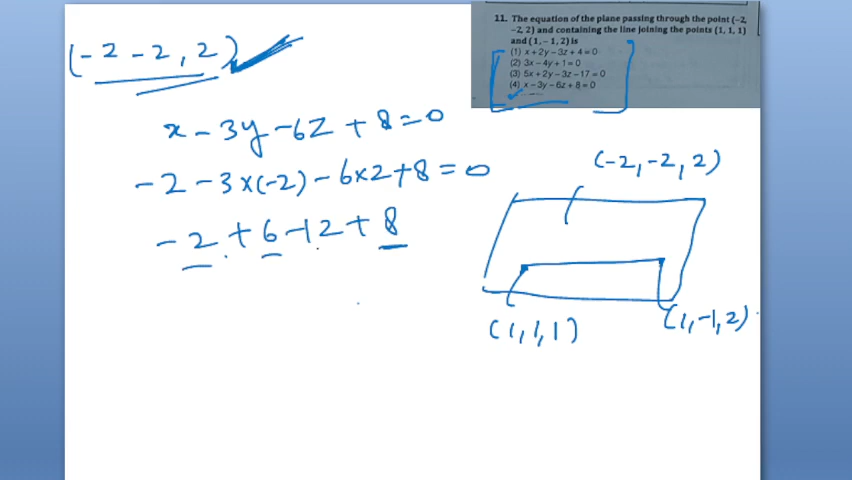 11. The equation of the plane passing through the point (–2,
–2, 2) and containing the line joining the points (1, 1, 1)
and (1, –1, 2) is
(1) x + 2y – 3z + 4 = 0
(2) 3x – 4y + 1 = 0
(3) 5x + 2y – 3z – 17 = 0
(4) x – 3y – 6z + 8 = 0
(-2 -2, 2)
x - 3y - 6z + 8 = 0
-2 - 3×(-2) - 6×2 + 8 = 0
-2 + 6 - 12 + 8
(-2, -2, 2)
(1, 1, 1)
(1, -1, 2)